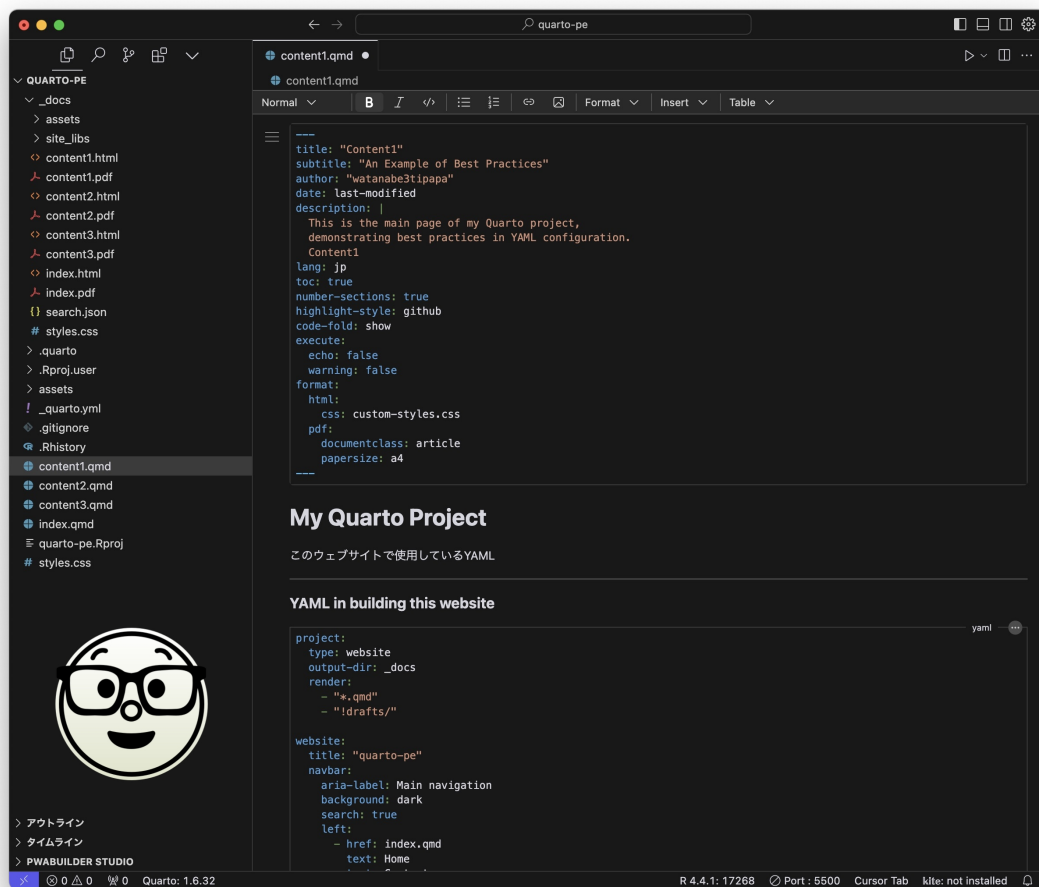 quarto-pe
content1.qmd
QUARTO-PE
content1.qmd
_docs
Normal
B
I
Format
Insert
Table
assets
site_libs
content1.html
content1.pdf
content2.html
content2.pdf
content3.html
content3.pdf
index.html
index.pdf
search.json
styles.css
.quarto
.Rproj.user
assets
_quarto.yml
.gitignore
.Rhistory
content1.qmd
content2.qmd
content3.qmd
index.qmd
quarto-pe.Rproj
styles.css
アウトライン
タイムライン
PWABUILDER STUDIO
---
title: "Content1"
subtitle: "An Example of Best Practices"
author: "watanabe3tipapa"
date: last-modified
description: |
This is the main page of my Quarto project,
demonstrating best practices in YAML configuration.
Content1
lang: jp
toc: true
number-sections: true
highlight-style: github
code-fold: show
execute:
echo: false
warning: false
format:
html:
css: custom-styles.css
pdf:
documentclass: article
papersize: a4
---
My Quarto Project
このウェブサイトで使用しているYAML
YAML in building this website
yaml
project:
type: website
output-dir: _docs
render:
- "*.qmd"
- "!drafts/"
website:
title: "quarto-pe"
navbar:
aria-label: Main navigation
background: dark
search: true
left:
- href: index.qmd
text: Home
0 0 0 Quarto: 1.6.32 R 4.4.1: 17268 Port : 5500 Cursor Tab kite: not installed